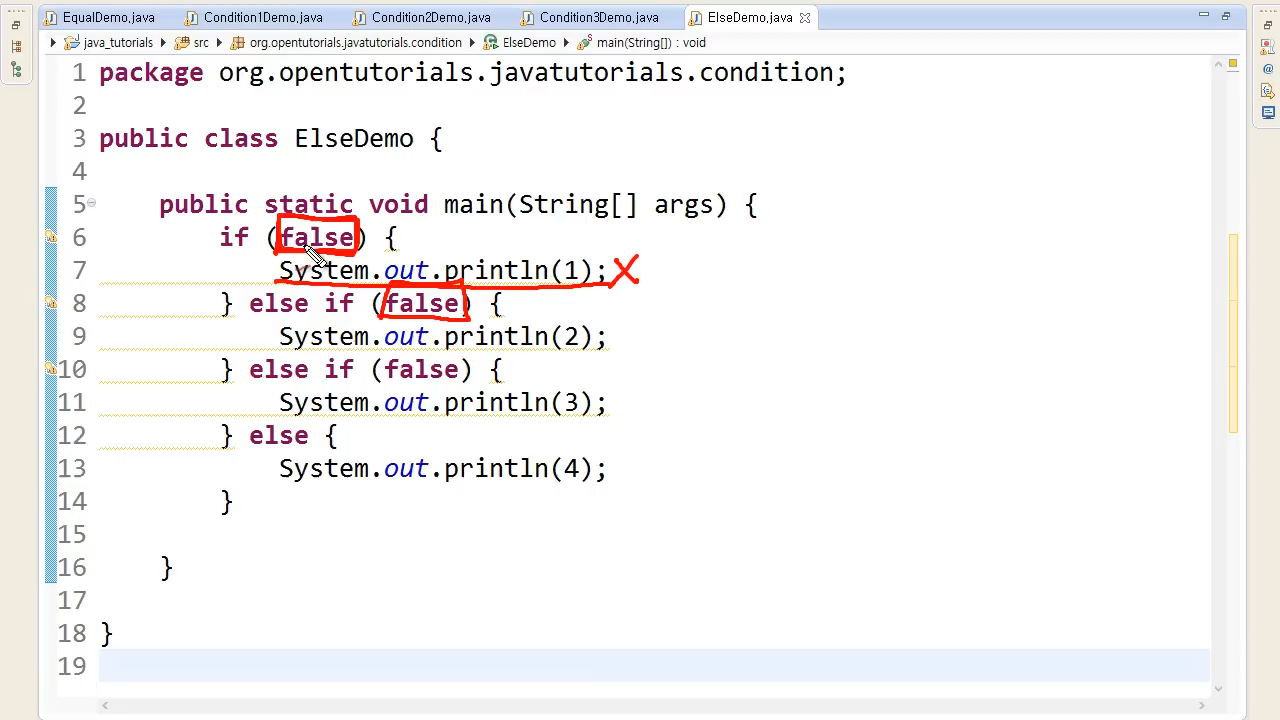 EqualDemo.java Condition1Demo.java Condition2Demo.java Condition3Demo.java ElseDemo.java
java_tutorials src org.opentutorials.javatutorials.condition ElseDemo main(String[]) : void
1 package org.opentutorials.javatutorials.condition;
2
3 public class ElseDemo {
4
5 public static void main(String[] args) {
6 if (false) {
7 System.out.println(1);
8 } else if (false) {
9 System.out.println(2);
10 } else if (false) {
11 System.out.println(3);
12 } else {
13 System.out.println(4);
14 }
15
16 }
17
18 }
19